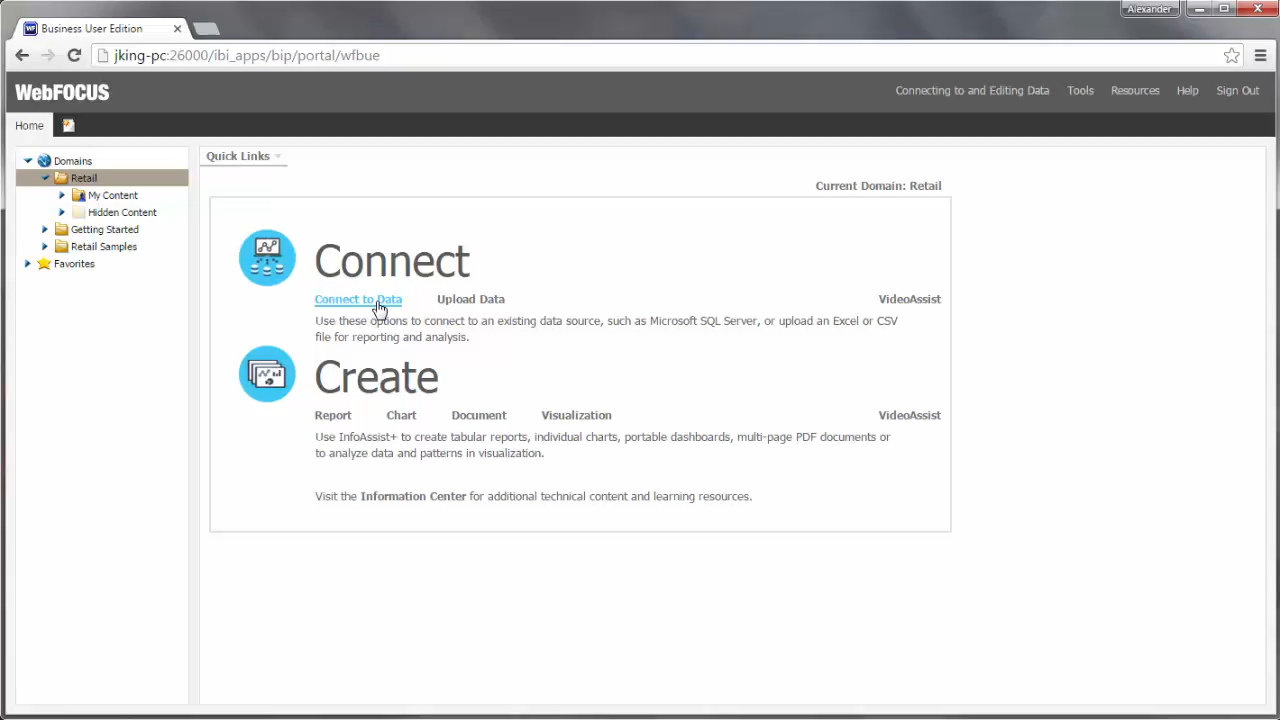 Alexander
Business User Edition
jking-pc:26000/ibi_apps/bip/portal/wfbue
WebFOCUS
Connecting to and Editing Data Tools Resources Help Sign Out
Home
Domains
Retail
My Content
Hidden Content
Getting Started
Retail Samples
Favorites
Quick Links
Current Domain: Retail
Connect
Connect to Data Upload Data VideoAssist
Use these options to connect to an existing data source, such as Microsoft SQL Server, or upload an Excel or CSV
file for reporting and analysis.
Create
Report Chart Document Visualization VideoAssist
Use InfoAssist+ to create tabular reports, individual charts, portable dashboards, multi-page PDF documents or
to analyze data and patterns in visualization.
Visit the Information Center for additional technical content and learning resources.